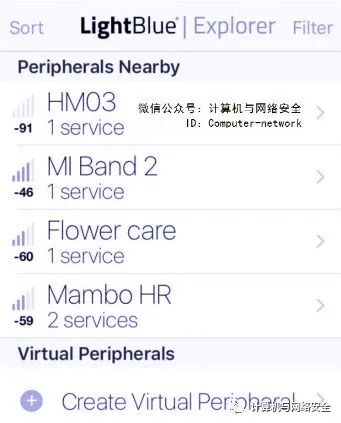 Sort LightBlue® | Explorer Filter
Peripherals Nearby
HM03
-91 1 service
微信公众号：计算机与网络安全
ID：Computer-network
MI Band 2
-46 1 service
Flower care
-60 1 service
Mambo HR
-59 2 services
Virtual Peripherals
Create Virtual Peripheral
计算机与网络安全